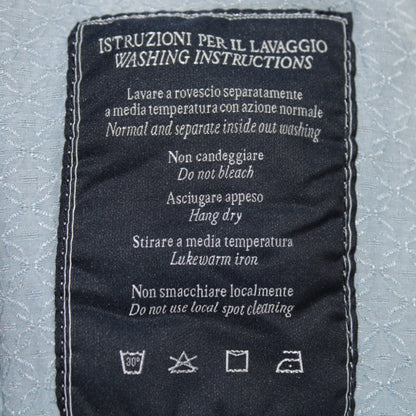 ISTRUZIONI PER IL LAVAGGIO
WASHING INSTRUCTIONS
Lavare a rovescio separatamente
a media temperatura con azione normale
Normal and separate inside out washing
Non candeggiare
Do not bleach
Asciugare appeso
Hang dry
Stirare a media temperatura
Lukewarm iron
Non smacchiare localmente
Do not use local spot cleaning
30°